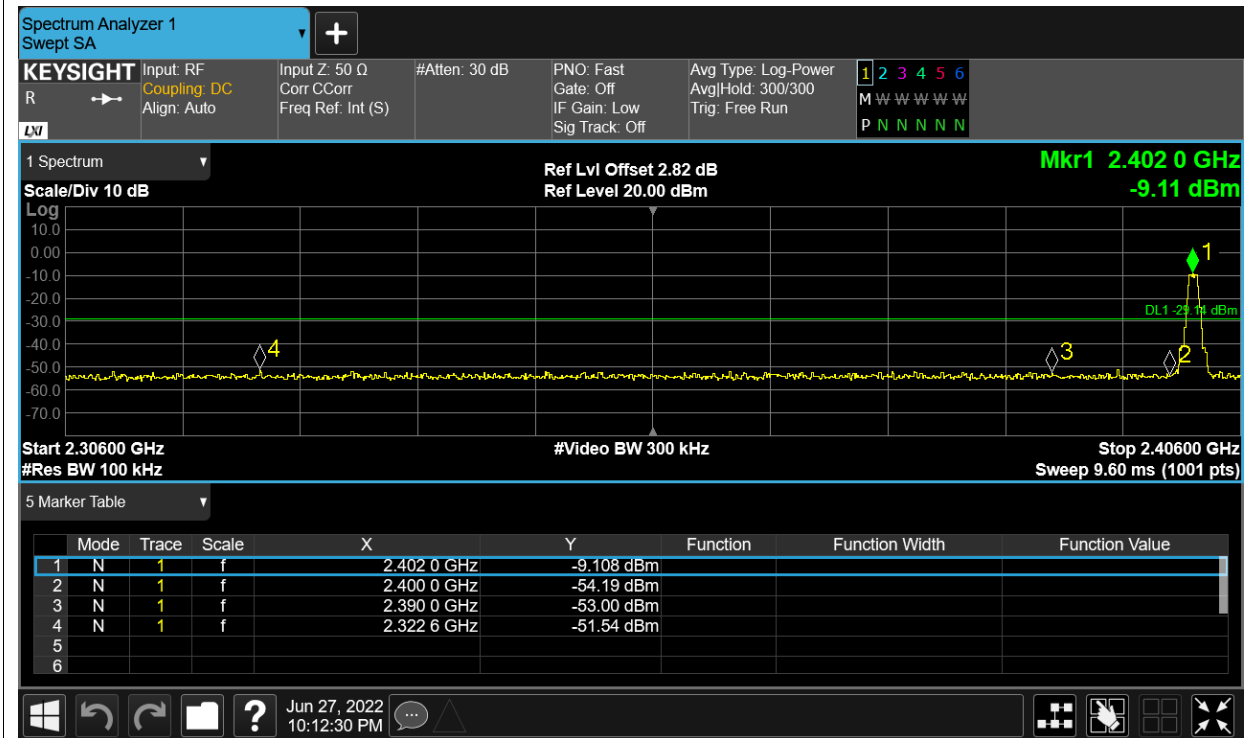 Spectrum Analyzer 1
Swept SA
+
KEYSIGHT
R
LXI
Input: RF
Coupling: DC
Align: Auto
Input Z: 50 Ω
Corr CCorr
Freq Ref: Int (S)
#Atten: 30 dB
PNO: Fast
Gate: Off
IF Gain: Low
Sig Track: Off
Avg Type: Log-Power
Avg|Hold: 300/300
Trig: Free Run
1 2 3 4 5 6
M W W W W W
P N N N N N
1 Spectrum
Scale/Div 10 dB
Ref Lvl Offset 2.82 dB
Ref Level 20.00 dBm
Mkr1 2.402 0 GHz
-9.11 dBm
Log
10.0
0.00
-10.0
-20.0
-30.0
-40.0
-50.0
-60.0
-70.0
1
DL1 -29.14 dBm
4
3
2
Start 2.30600 GHz
#Res BW 100 kHz
#Video BW 300 kHz
Stop 2.40600 GHz
Sweep 9.60 ms (1001 pts)
5 Marker Table
Mode Trace Scale X Y Function Function Width Function Value
1 N 1 f 2.402 0 GHz -9.108 dBm
2 N 1 f 2.400 0 GHz -54.19 dBm
3 N 1 f 2.390 0 GHz -53.00 dBm
4 N 1 f 2.322 6 GHz -51.54 dBm
5
6
?
Jun 27, 2022
10:12:30 PM